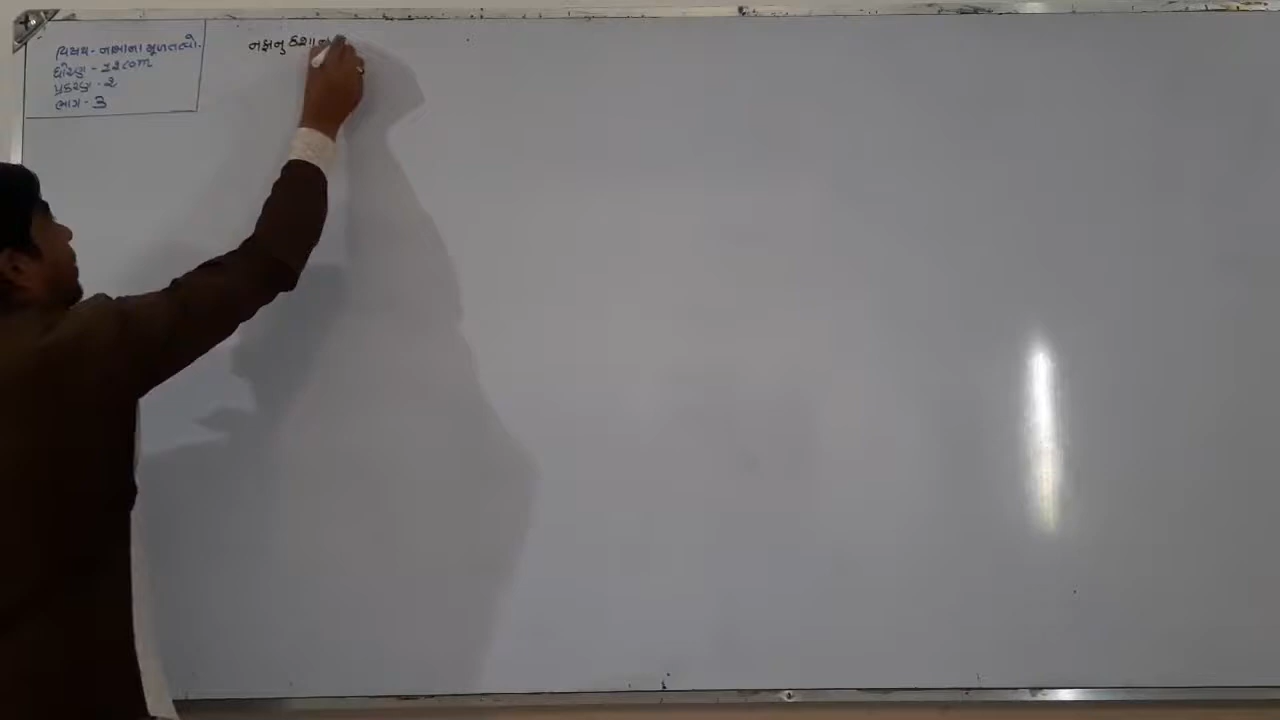 વિષય - નામાના મૂળતત્વો.
ધોરણ - 12 com
પ્રકરણ - 2
ભાગ - 3